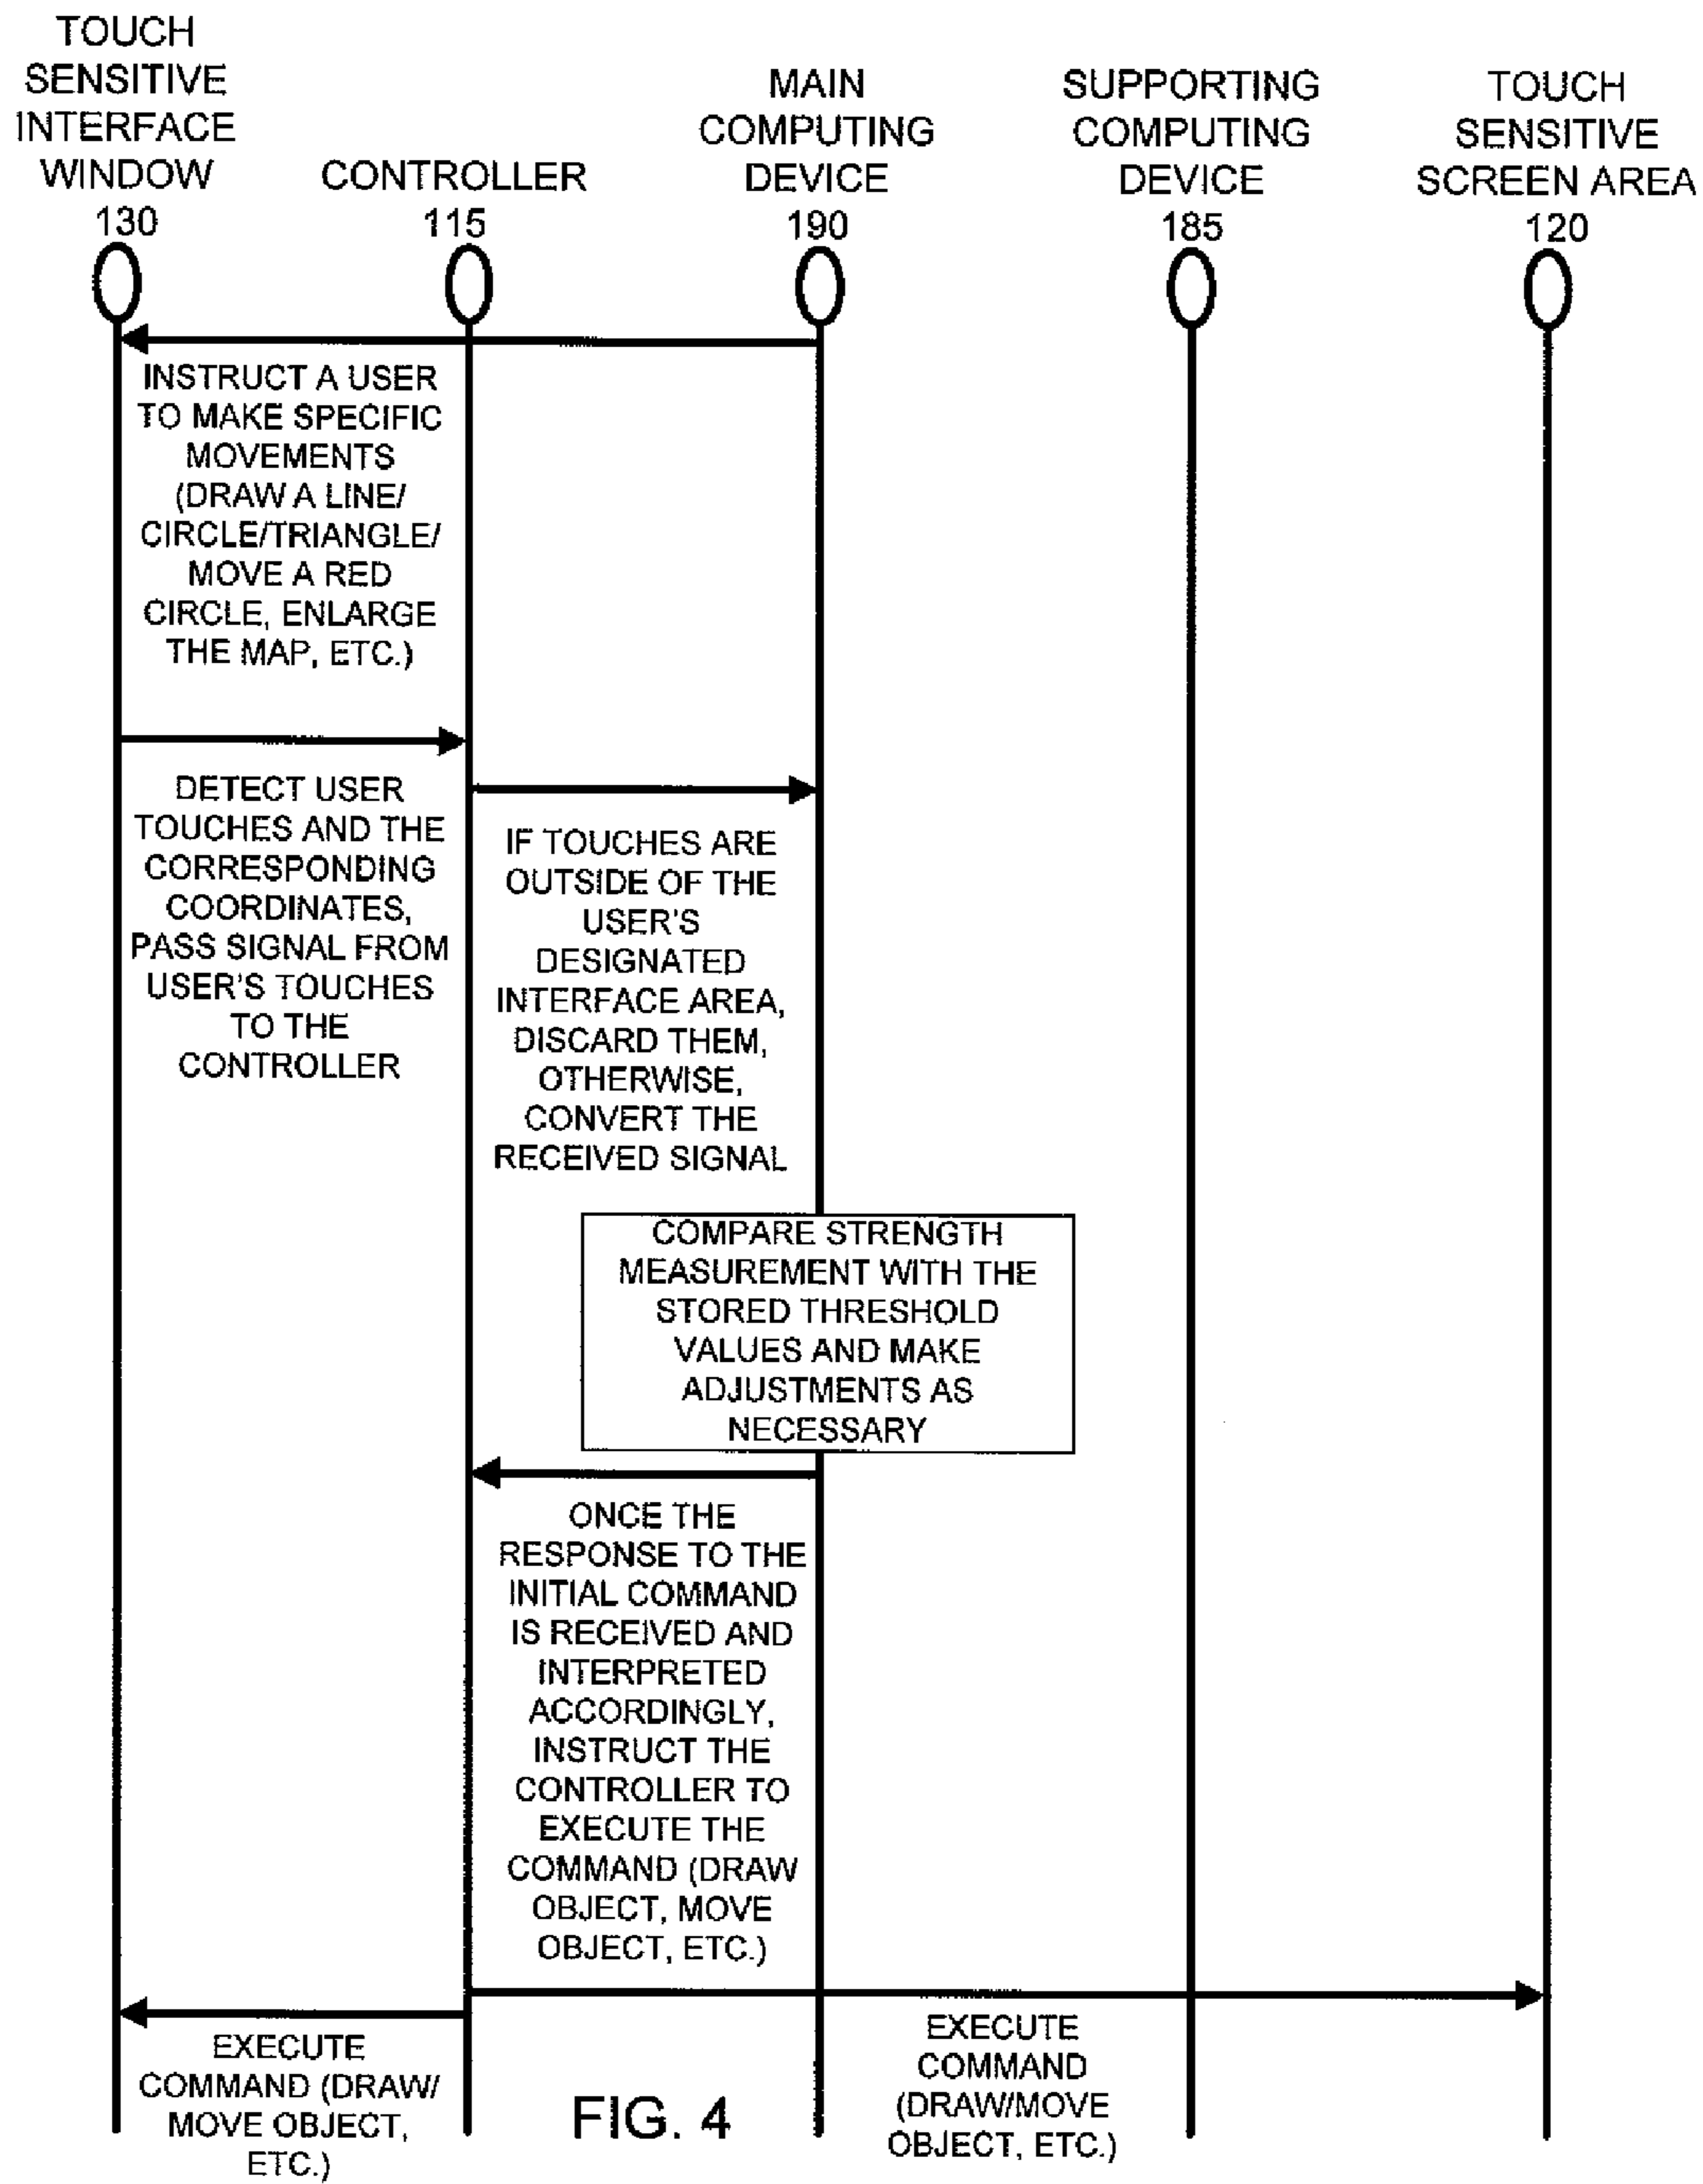 TOUCH
SENSITIVE
INTERFACE
WINDOW
130
CONTROLLER
115
MAIN
COMPUTING
DEVICE
190
SUPPORTING
COMPUTING
DEVICE
185
TOUCH
SENSITIVE
SCREEN AREA
120
INSTRUCT A USER
TO MAKE SPECIFIC
MOVEMENTS
(DRAW A LINE/
CIRCLE/TRIANGLE/
MOVE A RED
CIRCLE, ENLARGE
THE MAP, ETC.)
DETECT USER
TOUCHES AND THE
CORRESPONDING
COORDINATES,
PASS SIGNAL FROM
USER'S TOUCHES
TO THE
CONTROLLER
IF TOUCHES ARE
OUTSIDE OF THE
USER'S
DESIGNATED
INTERFACE AREA,
DISCARD THEM,
OTHERWISE,
CONVERT THE
RECEIVED SIGNAL
COMPARE STRENGTH
MEASUREMENT WITH THE
STORED THRESHOLD
VALUES AND MAKE
ADJUSTMENTS AS
NECESSARY
ONCE THE
RESPONSE TO THE
INITIAL COMMAND
IS RECEIVED AND
INTERPRETED
ACCORDINGLY,
INSTRUCT THE
CONTROLLER TO
EXECUTE THE
COMMAND (DRAW
OBJECT, MOVE
OBJECT, ETC.)
EXECUTE
COMMAND (DRAW/
MOVE OBJECT,
ETC.)
EXECUTE
COMMAND
(DRAW/MOVE
OBJECT, ETC.)
FIG. 4